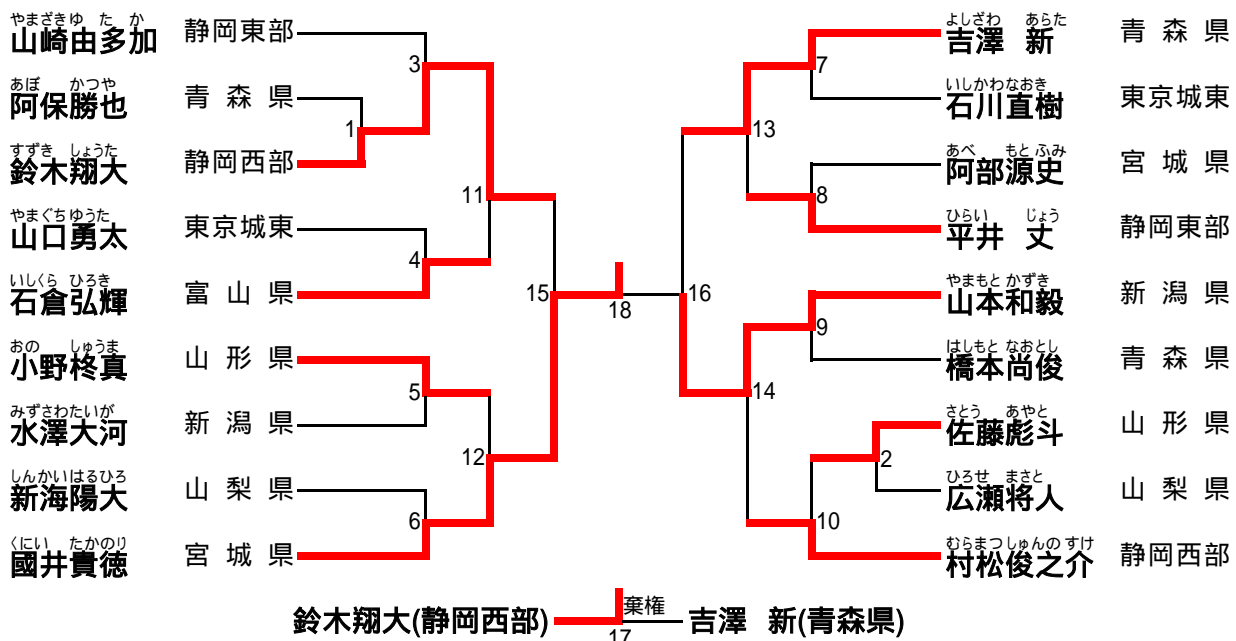 やまざきゆたか
山崎由多加 静岡東部
あぼ かつや
阿保勝也 青森県
すずき しょうた
鈴木翔大 静岡西部
やまぐちゆうた
山口勇太 東京城東
いしくら ひろき
石倉弘輝 富山県
おの しゅうま
小野柊真 山形県
みずさわたいが
水澤大河 新潟県
しんかいはるひろ
新海陽大 山梨県
くにい たかのり
國井貴徳 宮城県
3
1
11
4
15
5
12
6
18
16
7
13
8
9
14
2
10
よしざわ あらた
吉澤 新 青森県
いしかわなおき
石川直樹 東京城東
あべ もとふみ
阿部源史 宮城県
ひらい じょう
平井 丈 静岡東部
やまもと かずき
山本和毅 新潟県
はしもと なおとし
橋本尚俊 青森県
さとう あやと
佐藤彪斗 山形県
ひろせ まさと
広瀬将人 山梨県
むらまつ しゅんのすけ
村松俊之介 静岡西部
鈴木翔大(静岡西部) 棄権 吉澤 新(青森県)
17